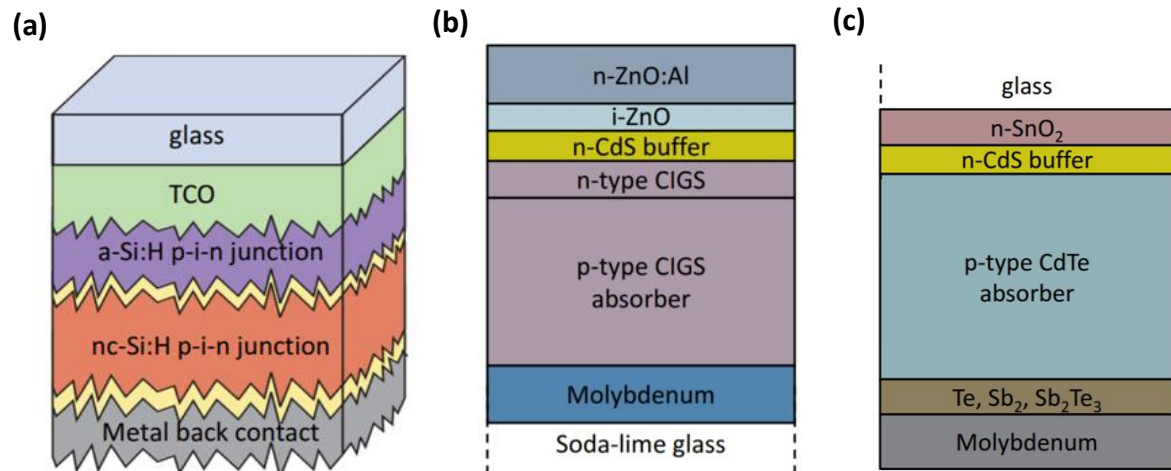 (a)
glass
TCO
a-Si:H p-i-n junction
nc-Si:H p-i-n junction
Metal back contact
(b)
n-ZnO:Al
i-ZnO
n-CdS buffer
n-type CIGS
p-type CIGS
absorber
Molybdenum
Soda-lime glass
(c)
glass
n-SnO₂
n-CdS buffer
p-type CdTe
absorber
Te, Sb₂, Sb₂Te₃
Molybdenum